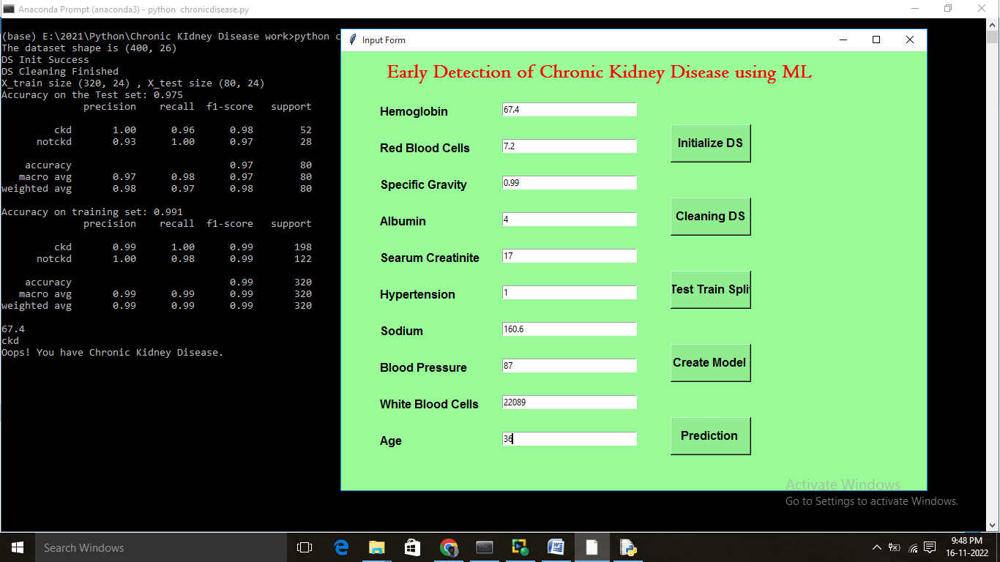 Anaconda Prompt (anaconda3) - python  chronicdisease.py
(base) E:\2021\Python\Chronic KIdney Disease work>python c
The dataset shape is (400, 26)
DS Init Success
DS Cleaning Finished
X_train size (320, 24) , X_test size (80, 24)
Accuracy on the Test set: 0.975
precision    recall  f1-score   support
ckd       1.00      0.96      0.98        52
notckd       0.93      1.00      0.97        28
accuracy                           0.97        80
macro avg       0.97      0.98      0.97        80
weighted avg       0.98      0.97      0.98        80
Accuracy on training set: 0.991
precision    recall  f1-score   support
ckd       0.99      1.00      0.99       198
notckd       1.00      0.98      0.99       122
accuracy                           0.99       320
macro avg       0.99      0.99      0.99       320
weighted avg       0.99      0.99      0.99       320
67.4
ckd
Oops! You have Chronic Kidney Disease.
Input Form
Early Detection of Chronic Kidney Disease using ML
Hemoglobin 67.4
Red Blood Cells 7.2
Specific Gravity 0.99
Albumin 4
Searum Creatinite 17
Hypertension 1
Sodium 160.6
Blood Pressure 87
White Blood Cells 22089
Age 36
Initialize DS
Cleaning DS
Test Train Spli
Create Model
Prediction
Activate Windows
Go to Settings to activate Windows.
Search Windows
9:48 PM
16-11-2022